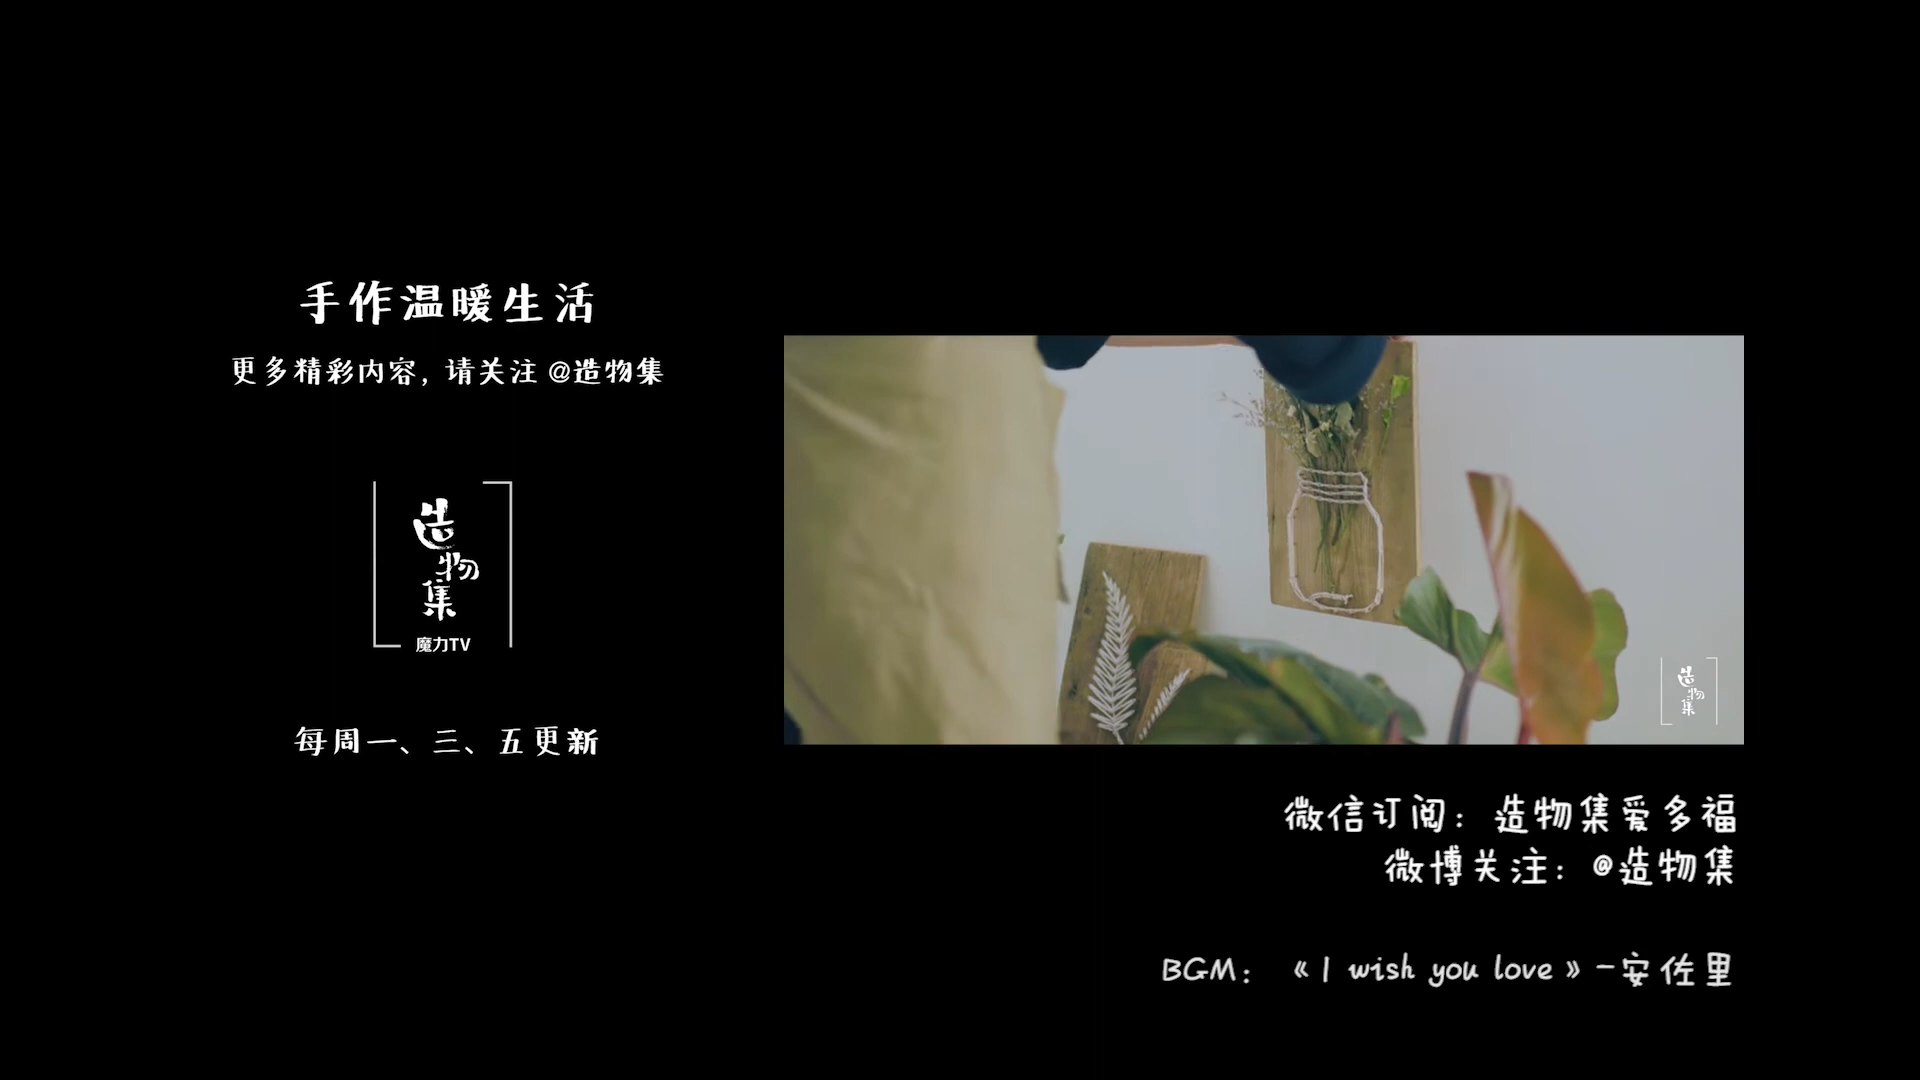 手作温暖生活
更多精彩内容，请关注 @造物集
造物集
魔力TV
每周一、三、五更新
造物集
微信订阅：造物集爱多福
微博关注：@造物集
BGM：《I wish you love》-安佐里